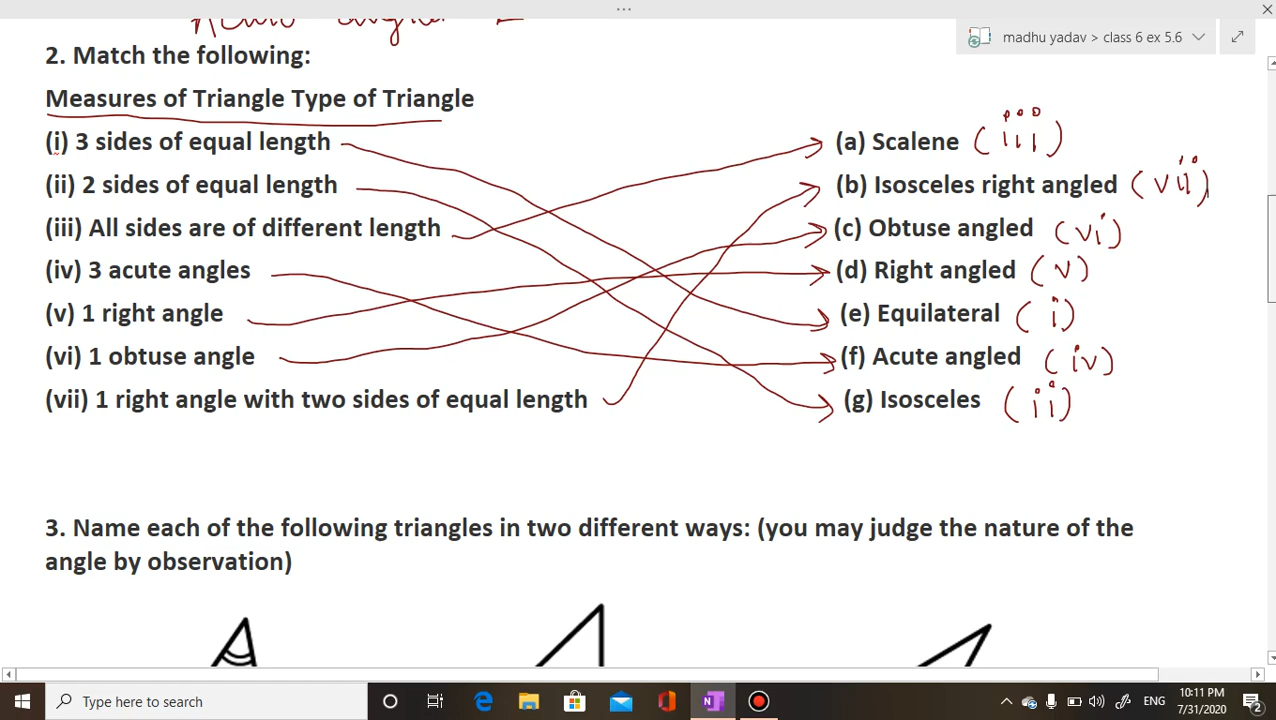 madhu yadav > class 6 ex 5.6
2. Match the following:
Measures of Triangle Type of Triangle
(i) 3 sides of equal length (a) Scalene (iii)
(ii) 2 sides of equal length (b) Isosceles right angled (vii)
(iii) All sides are of different length (c) Obtuse angled (vi)
(iv) 3 acute angles (d) Right angled (v)
(v) 1 right angle (e) Equilateral (i)
(vi) 1 obtuse angle (f) Acute angled (iv)
(vii) 1 right angle with two sides of equal length (g) Isosceles (ii)
3. Name each of the following triangles in two different ways: (you may judge the nature of the
angle by observation)
Type here to search
ENG
10:11 PM
7/31/2020
2